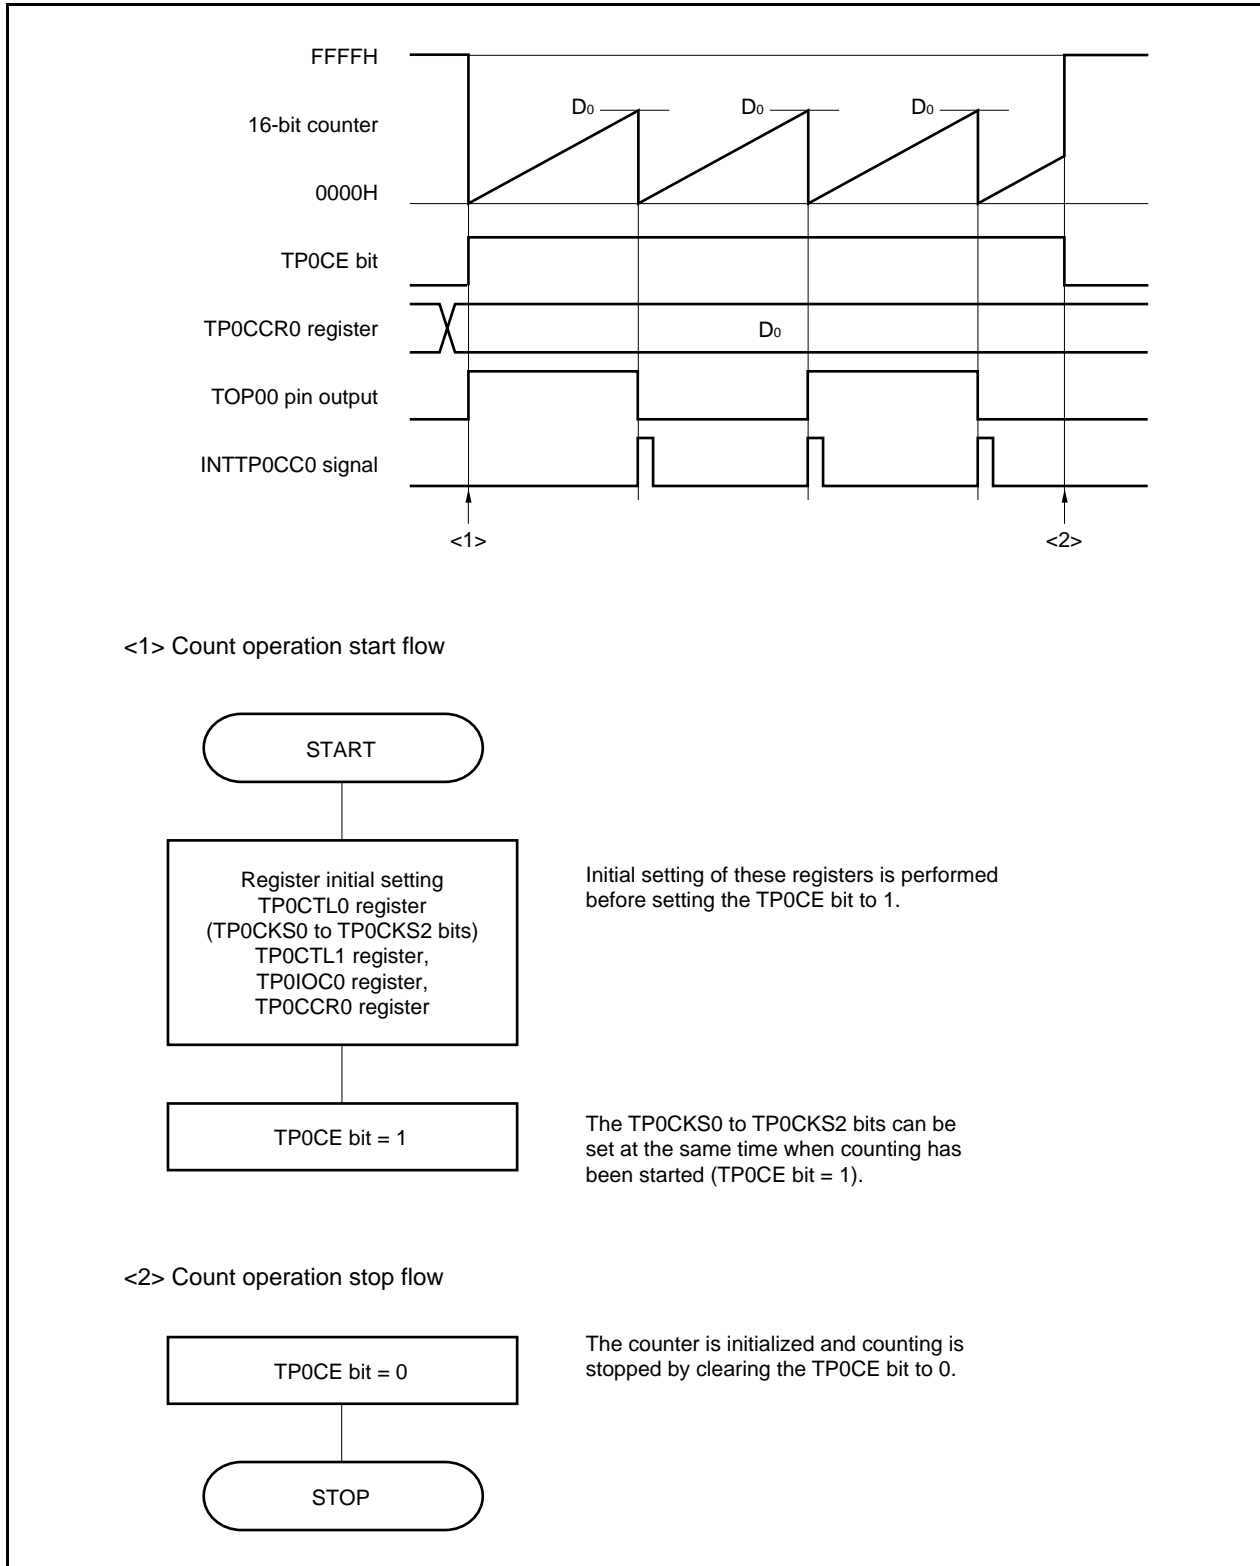 FFFFH
D0 D0 D0
16-bit counter
0000H
TP0CE bit
TP0CCR0 register
D0
TOP00 pin output
INTTP0CC0 signal
<1> <2>
<1> Count operation start flow
START
Register initial setting
TP0CTL0 register
(TP0CKS0 to TP0CKS2 bits)
TP0CTL1 register,
TP0IOC0 register,
TP0CCR0 register
Initial setting of these registers is performed
before setting the TP0CE bit to 1.
TP0CE bit = 1
The TP0CKS0 to TP0CKS2 bits can be
set at the same time when counting has
been started (TP0CE bit = 1).
<2> Count operation stop flow
TP0CE bit = 0
The counter is initialized and counting is
stopped by clearing the TP0CE bit to 0.
STOP